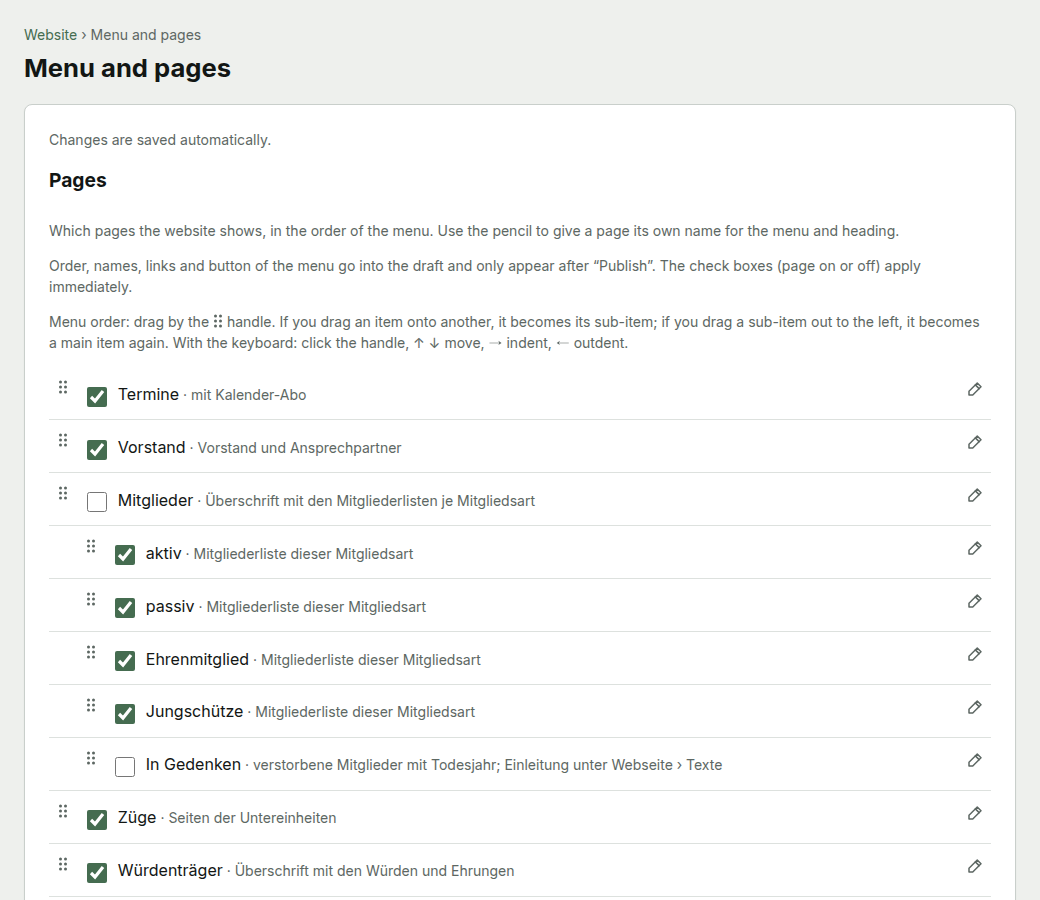 Website › Menu and pages
Menu and pages
Changes are saved automatically.
Pages
Which pages the website shows, in the order of the menu. Use the pencil to give a page its own name for the menu and heading.
Order, names, links and button of the menu go into the draft and only appear after “Publish”. The check boxes (page on or off) apply
immediately.
Menu order: drag by the ⠿ handle. If you drag an item onto another, it becomes its sub-item; if you drag a sub-item out to the left, it becomes
a main item again. With the keyboard: click the handle, ↑ ↓ move, → indent, ← outdent.
Termine · mit Kalender-Abo
Vorstand · Vorstand und Ansprechpartner
Mitglieder · Überschrift mit den Mitgliederlisten je Mitgliedsart
aktiv · Mitgliederliste dieser Mitgliedsart
passiv · Mitgliederliste dieser Mitgliedsart
Ehrenmitglied · Mitgliederliste dieser Mitgliedsart
Jungschütze · Mitgliederliste dieser Mitgliedsart
In Gedenken · verstorbene Mitglieder mit Todesjahr; Einleitung unter Webseite › Texte
Züge · Seiten der Untereinheiten
Würdenträger · Überschrift mit den Würden und Ehrungen